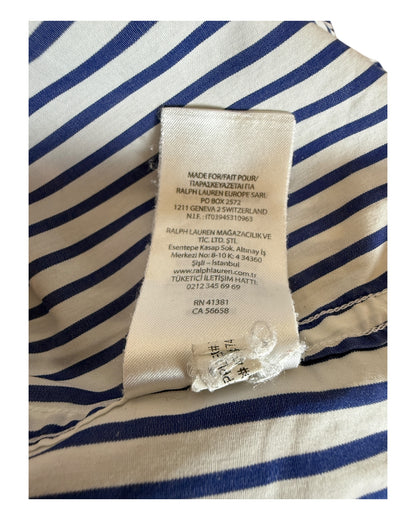 MADE FOR/FAIT POUR/
ΠΑΡΑΣΚΕΥΑΖΕΤΑΙ ΓΙΑ
RALPH LAUREN EUROPE SARL
PO BOX 2572
1211 GENEVA 2 SWITZERLAND
N.I.F. :IT03945310963
RALPH LAUREN MAĞAZACILIK VE
TİC. LTD. ŞTİ.
Esentepe Kasap Sok. Altınay İş
Merkezi No: 8-10 K: 4 34360
Şişli – İstanbul
www.ralphlauren.com.tr
TÜKETİCİ İLETİŞİM HATTI:
0212 345 69 69
RN 41381
CA 56658